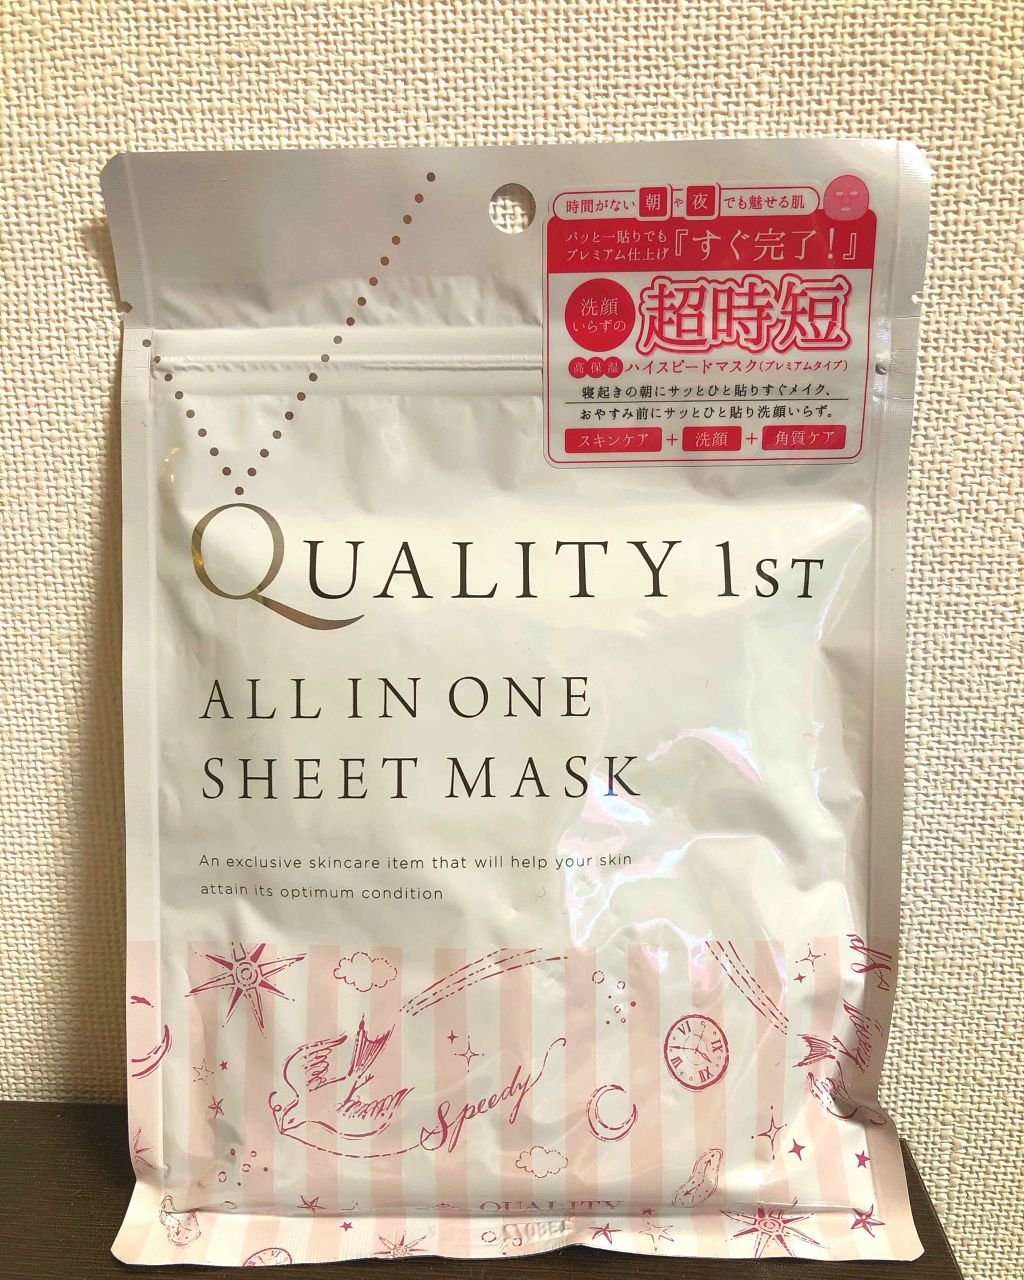 時間がない 朝 や 夜 でも魅せる肌
パッと一貼りでも
プレミアム仕上げ『すぐ完了!』
洗顔
いらずの
超時短
高保湿 ハイスピードマスク(プレミアムタイプ)
寝起きの朝にサッとひと貼りすぐメイク、
おやすみ前にサッとひと貼り洗顔いらず。
スキンケア + 洗顔 + 角質ケア
QUALITY 1ST
ALL IN ONE
SHEET MASK
An exclusive skincare item that will help your skin
attain its optimum condition
Speedy
QUALITY